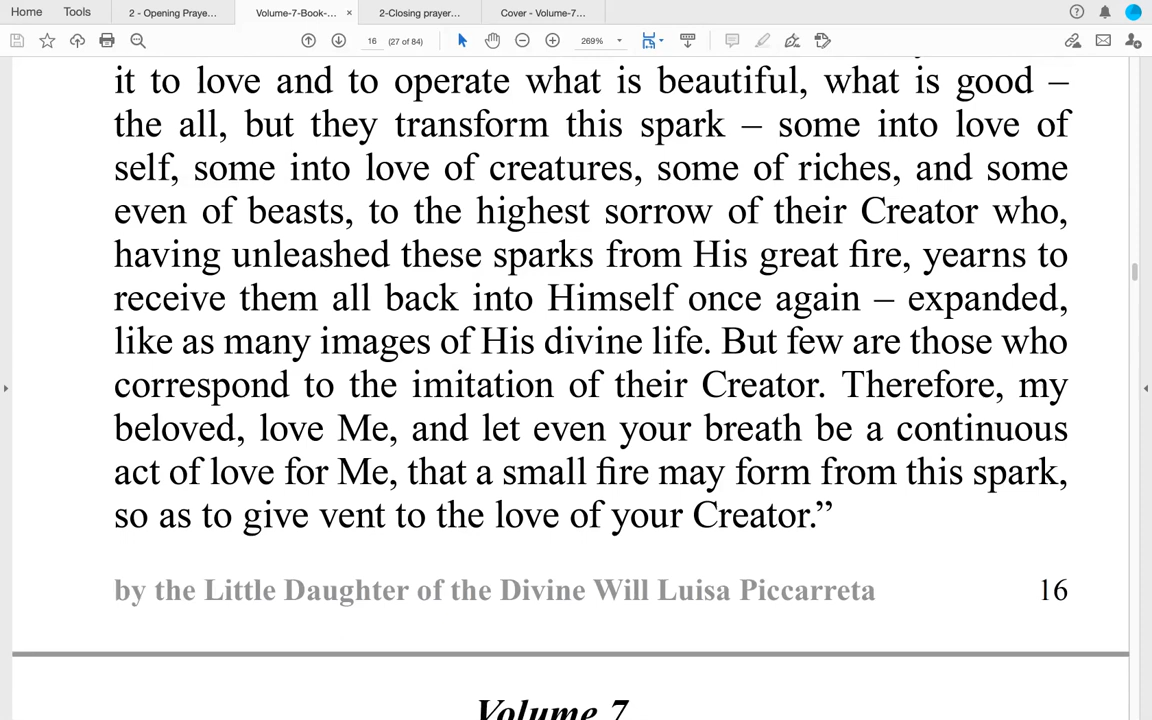 Home Tools 2 - Opening Praye... Volume-7-Book-... × 2-Closing prayer... Cover - Volume-7...
16 (27 of 84) 269%
it to love and to operate what is beautiful, what is good –
the all, but they transform this spark – some into love of
self, some into love of creatures, some of riches, and some
even of beasts, to the highest sorrow of their Creator who,
having unleashed these sparks from His great fire, yearns to
receive them all back into Himself once again – expanded,
like as many images of His divine life. But few are those who
correspond to the imitation of their Creator. Therefore, my
beloved, love Me, and let even your breath be a continuous
act of love for Me, that a small fire may form from this spark,
so as to give vent to the love of your Creator.”
by the Little Daughter of the Divine Will Luisa Piccarreta 16
Volume 7